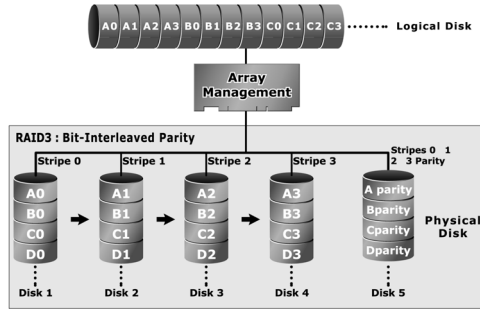 A0 A1 A2 A3 B0 B1 B2 B3 C0 C1 C2 C3 Logical Disk
Array
Management
RAID3 : Bit-Interleaved Parity
Stripe 0 Stripe 1 Stripe 2 Stripe 3 Stripes 0 1
2 3 Parity
A0 A1 A2 A3 A parity
B0 B1 B2 B3 Bparity
C0 C1 C2 C3 Cparity
D0 D1 D2 D3 Dparity
Physical
Disk
Disk 1 Disk 2 Disk 3 Disk 4 Disk 5